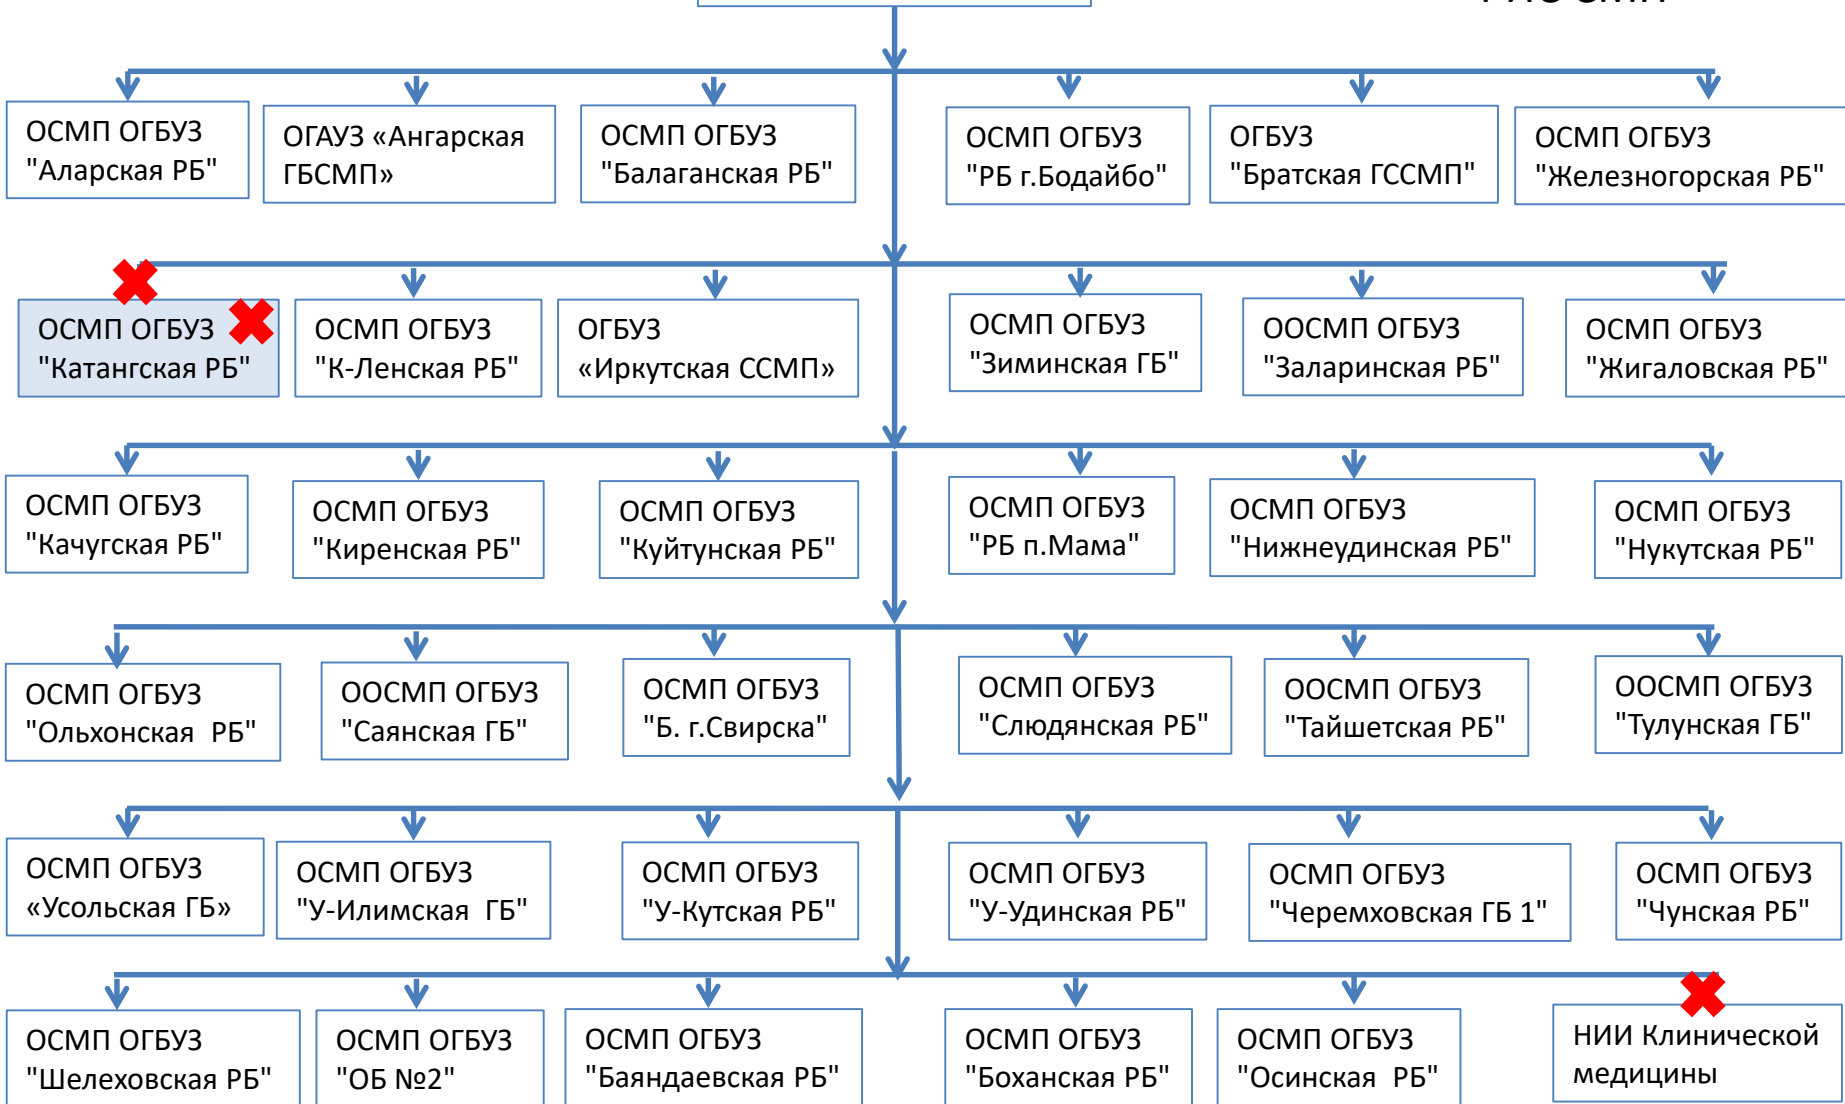 ОСМП ОГБУЗ
"Аларская РБ"
ОГАУЗ «Ангарская
ГБСМП»
ОСМП ОГБУЗ
"Балаганская РБ"
ОСМП ОГБУЗ
"РБ г.Бодайбо"
ОГБУЗ
"Братская ГССМП"
ОСМП ОГБУЗ
"Железногорская РБ"
ОСМП ОГБУЗ
"Катангская РБ"
ОСМП ОГБУЗ
"К-Ленская РБ"
ОГБУЗ
«Иркутская ССМП»
ОСМП ОГБУЗ
"Зиминская ГБ"
ООСМП ОГБУЗ
"Заларинская РБ"
ОСМП ОГБУЗ
"Жигаловская РБ"
ОСМП ОГБУЗ
"Качугская РБ"
ОСМП ОГБУЗ
"Киренская РБ"
ОСМП ОГБУЗ
"Куйтунская РБ"
ОСМП ОГБУЗ
"РБ п.Мама"
ОСМП ОГБУЗ
"Нижнеудинская РБ"
ОСМП ОГБУЗ
"Нукутская РБ"
ОСМП ОГБУЗ
"Ольхонская  РБ"
ООСМП ОГБУЗ
"Саянская ГБ"
ОСМП ОГБУЗ
"Б. г.Свирска"
ОСМП ОГБУЗ
"Слюдянская РБ"
ООСМП ОГБУЗ
"Тайшетская РБ"
ООСМП ОГБУЗ
"Тулунская ГБ"
ОСМП ОГБУЗ
«Усольская ГБ»
ОСМП ОГБУЗ
"У-Илимская  ГБ"
ОСМП ОГБУЗ
"У-Кутская РБ"
ОСМП ОГБУЗ
"У-Удинская РБ"
ОСМП ОГБУЗ
"Черемховская ГБ 1"
ОСМП ОГБУЗ
"Чунская РБ"
ОСМП ОГБУЗ
"Шелеховская РБ"
ОСМП ОГБУЗ
"ОБ №2"
ОСМП ОГБУЗ
"Баяндаевская РБ"
ОСМП ОГБУЗ
"Боханская РБ"
ОСМП ОГБУЗ
"Осинская  РБ"
НИИ Клинической
медицины